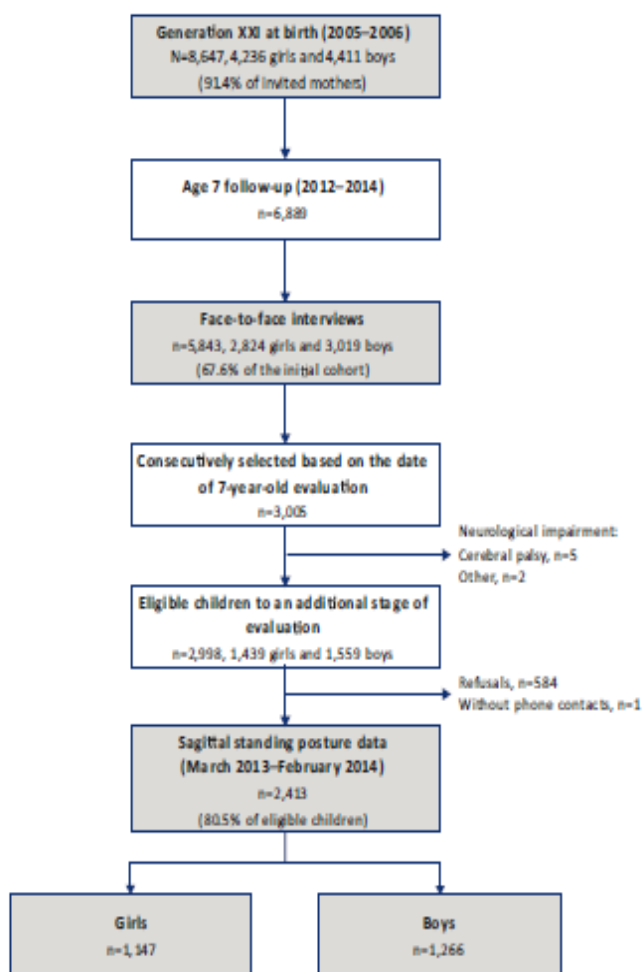 Generation XXI at birth (2005–2006)
N=8,647, 4,236 girls and 4,411 boys
(91.4% of invited mothers)
Age 7 follow-up (2012–2014)
n=6,889
Face-to-face interviews
n=5,843, 2,824 girls and 3,019 boys
(67.6% of the initial cohort)
Consecutively selected based on the date
of 7-year-old evaluation
n=3,005
Neurological impairment:
Cerebral palsy, n=5
Other, n=2
Eligible children to an additional stage of
evaluation
n=2,998, 1,439 girls and 1,559 boys
Refusals, n=584
Without phone contacts, n=1
Sagittal standing posture data
(March 2013–February 2014)
n=2,413
(80.5% of eligible children)
Girls
n=1,147
Boys
n=1,266